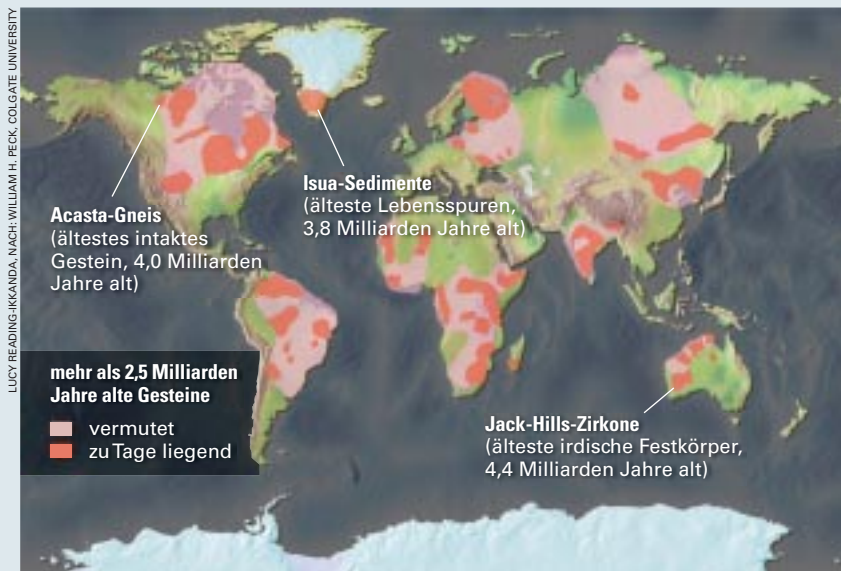 LUCY READING-IKKANDA, NACH: WILLIAM H. PECK, COLGATE UNIVERSITY
Acasta-Gneis
(ältestes intaktes
Gestein, 4,0 Milliarden
Jahre alt)
Isua-Sedimente
(älteste Lebensspuren,
3,8 Milliarden Jahre alt)
mehr als 2,5 Milliarden
Jahre alte Gesteine
vermutet
zu Tage liegend
Jack-Hills-Zirkone
(älteste irdische Festkörper,
4,4 Milliarden Jahre alt)